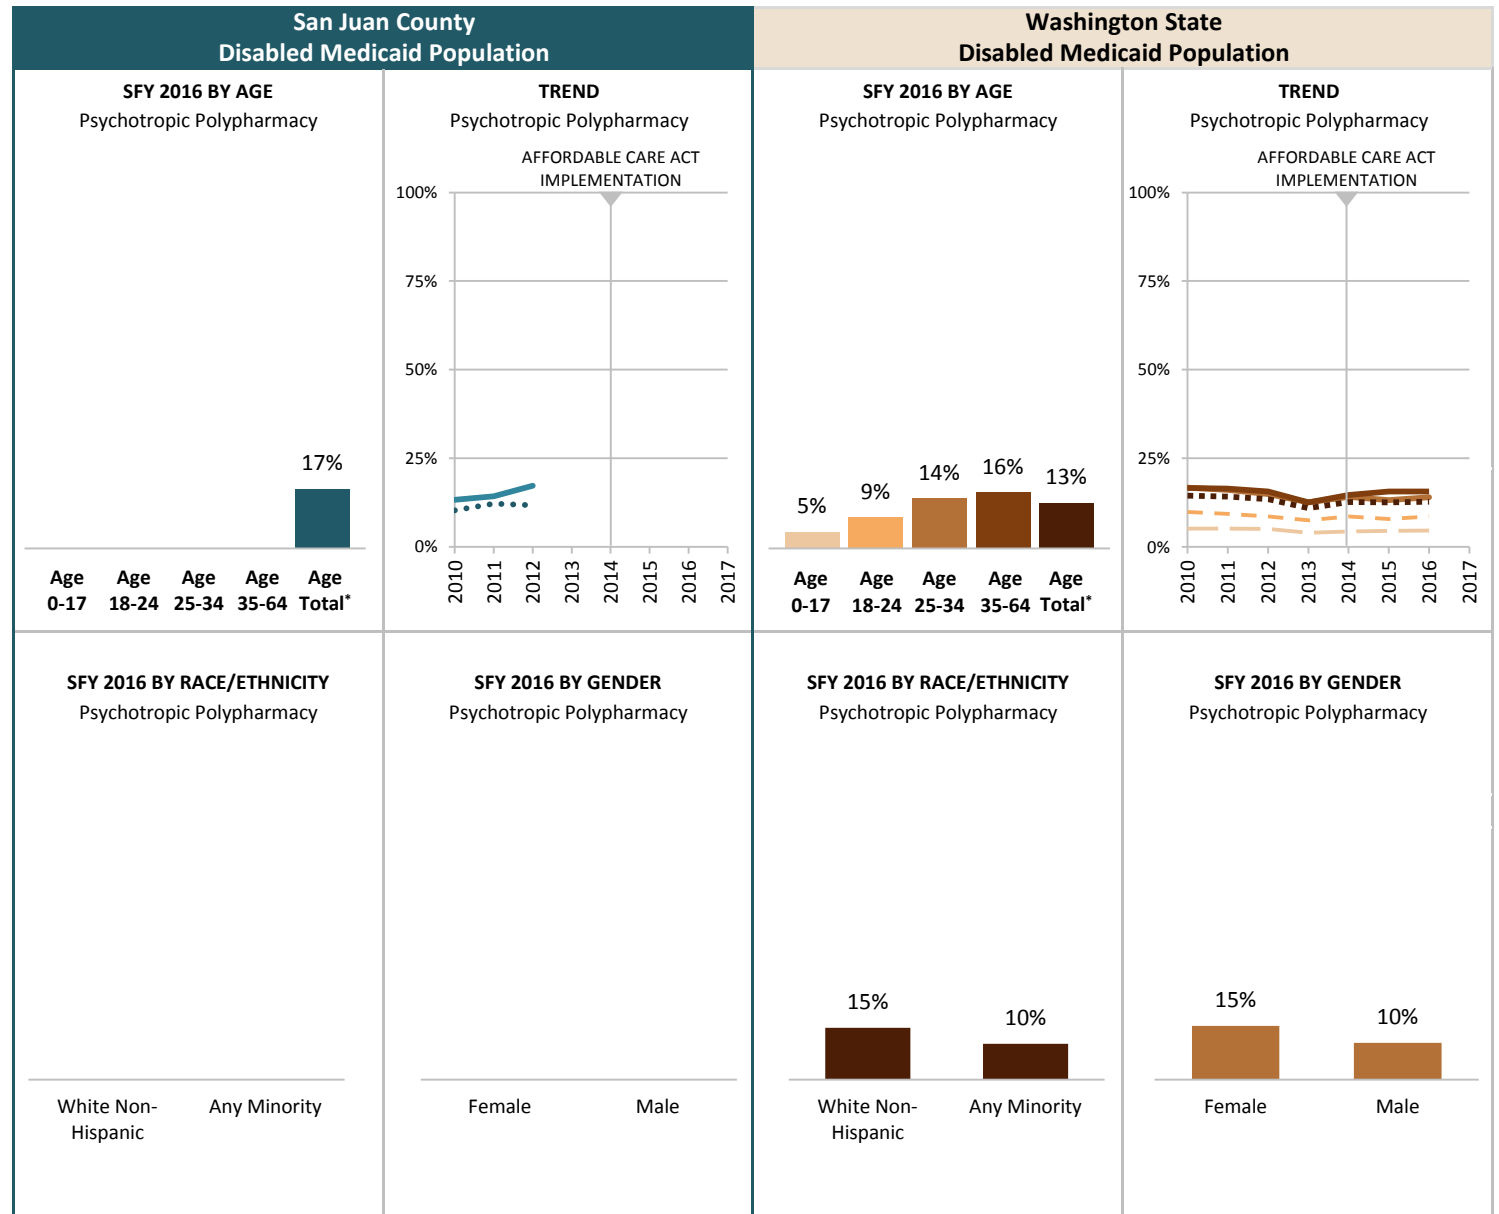 San Juan County
Disabled Medicaid Population
Washington State
Disabled Medicaid Population
SFY 2016 BY AGE
Psychotropic Polypharmacy
17%
Age Age Age Age Age
0-17 18-24 25-34 35-64 Total*
TREND
Psychotropic Polypharmacy
AFFORDABLE CARE ACT
IMPLEMENTATION
100%
75%
50%
25%
0%
2010 2011 2012 2013 2014 2015 2016 2017
SFY 2016 BY AGE
Psychotropic Polypharmacy
5% 9% 14% 16% 13%
Age Age Age Age Age
0-17 18-24 25-34 35-64 Total*
TREND
Psychotropic Polypharmacy
AFFORDABLE CARE ACT
IMPLEMENTATION
100%
75%
50%
25%
0%
2010 2011 2012 2013 2014 2015 2016 2017
SFY 2016 BY RACE/ETHNICITY
Psychotropic Polypharmacy
White Non- Any Minority
Hispanic
SFY 2016 BY GENDER
Psychotropic Polypharmacy
Female Male
SFY 2016 BY RACE/ETHNICITY
Psychotropic Polypharmacy
15% 10%
White Non- Any Minority
Hispanic
SFY 2016 BY GENDER
Psychotropic Polypharmacy
15% 10%
Female Male